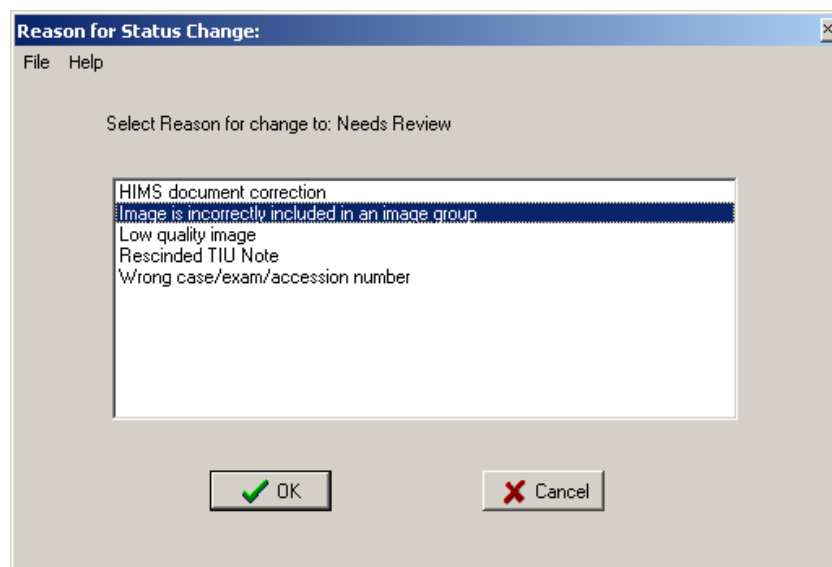 Reason for Status Change:
File Help
Select Reason for change to: Needs Review
HIMS document correction
Image is incorrectly included in an image group
Low quality image
Rescinded TIU Note
Wrong case/exam/accession number
OK Cancel